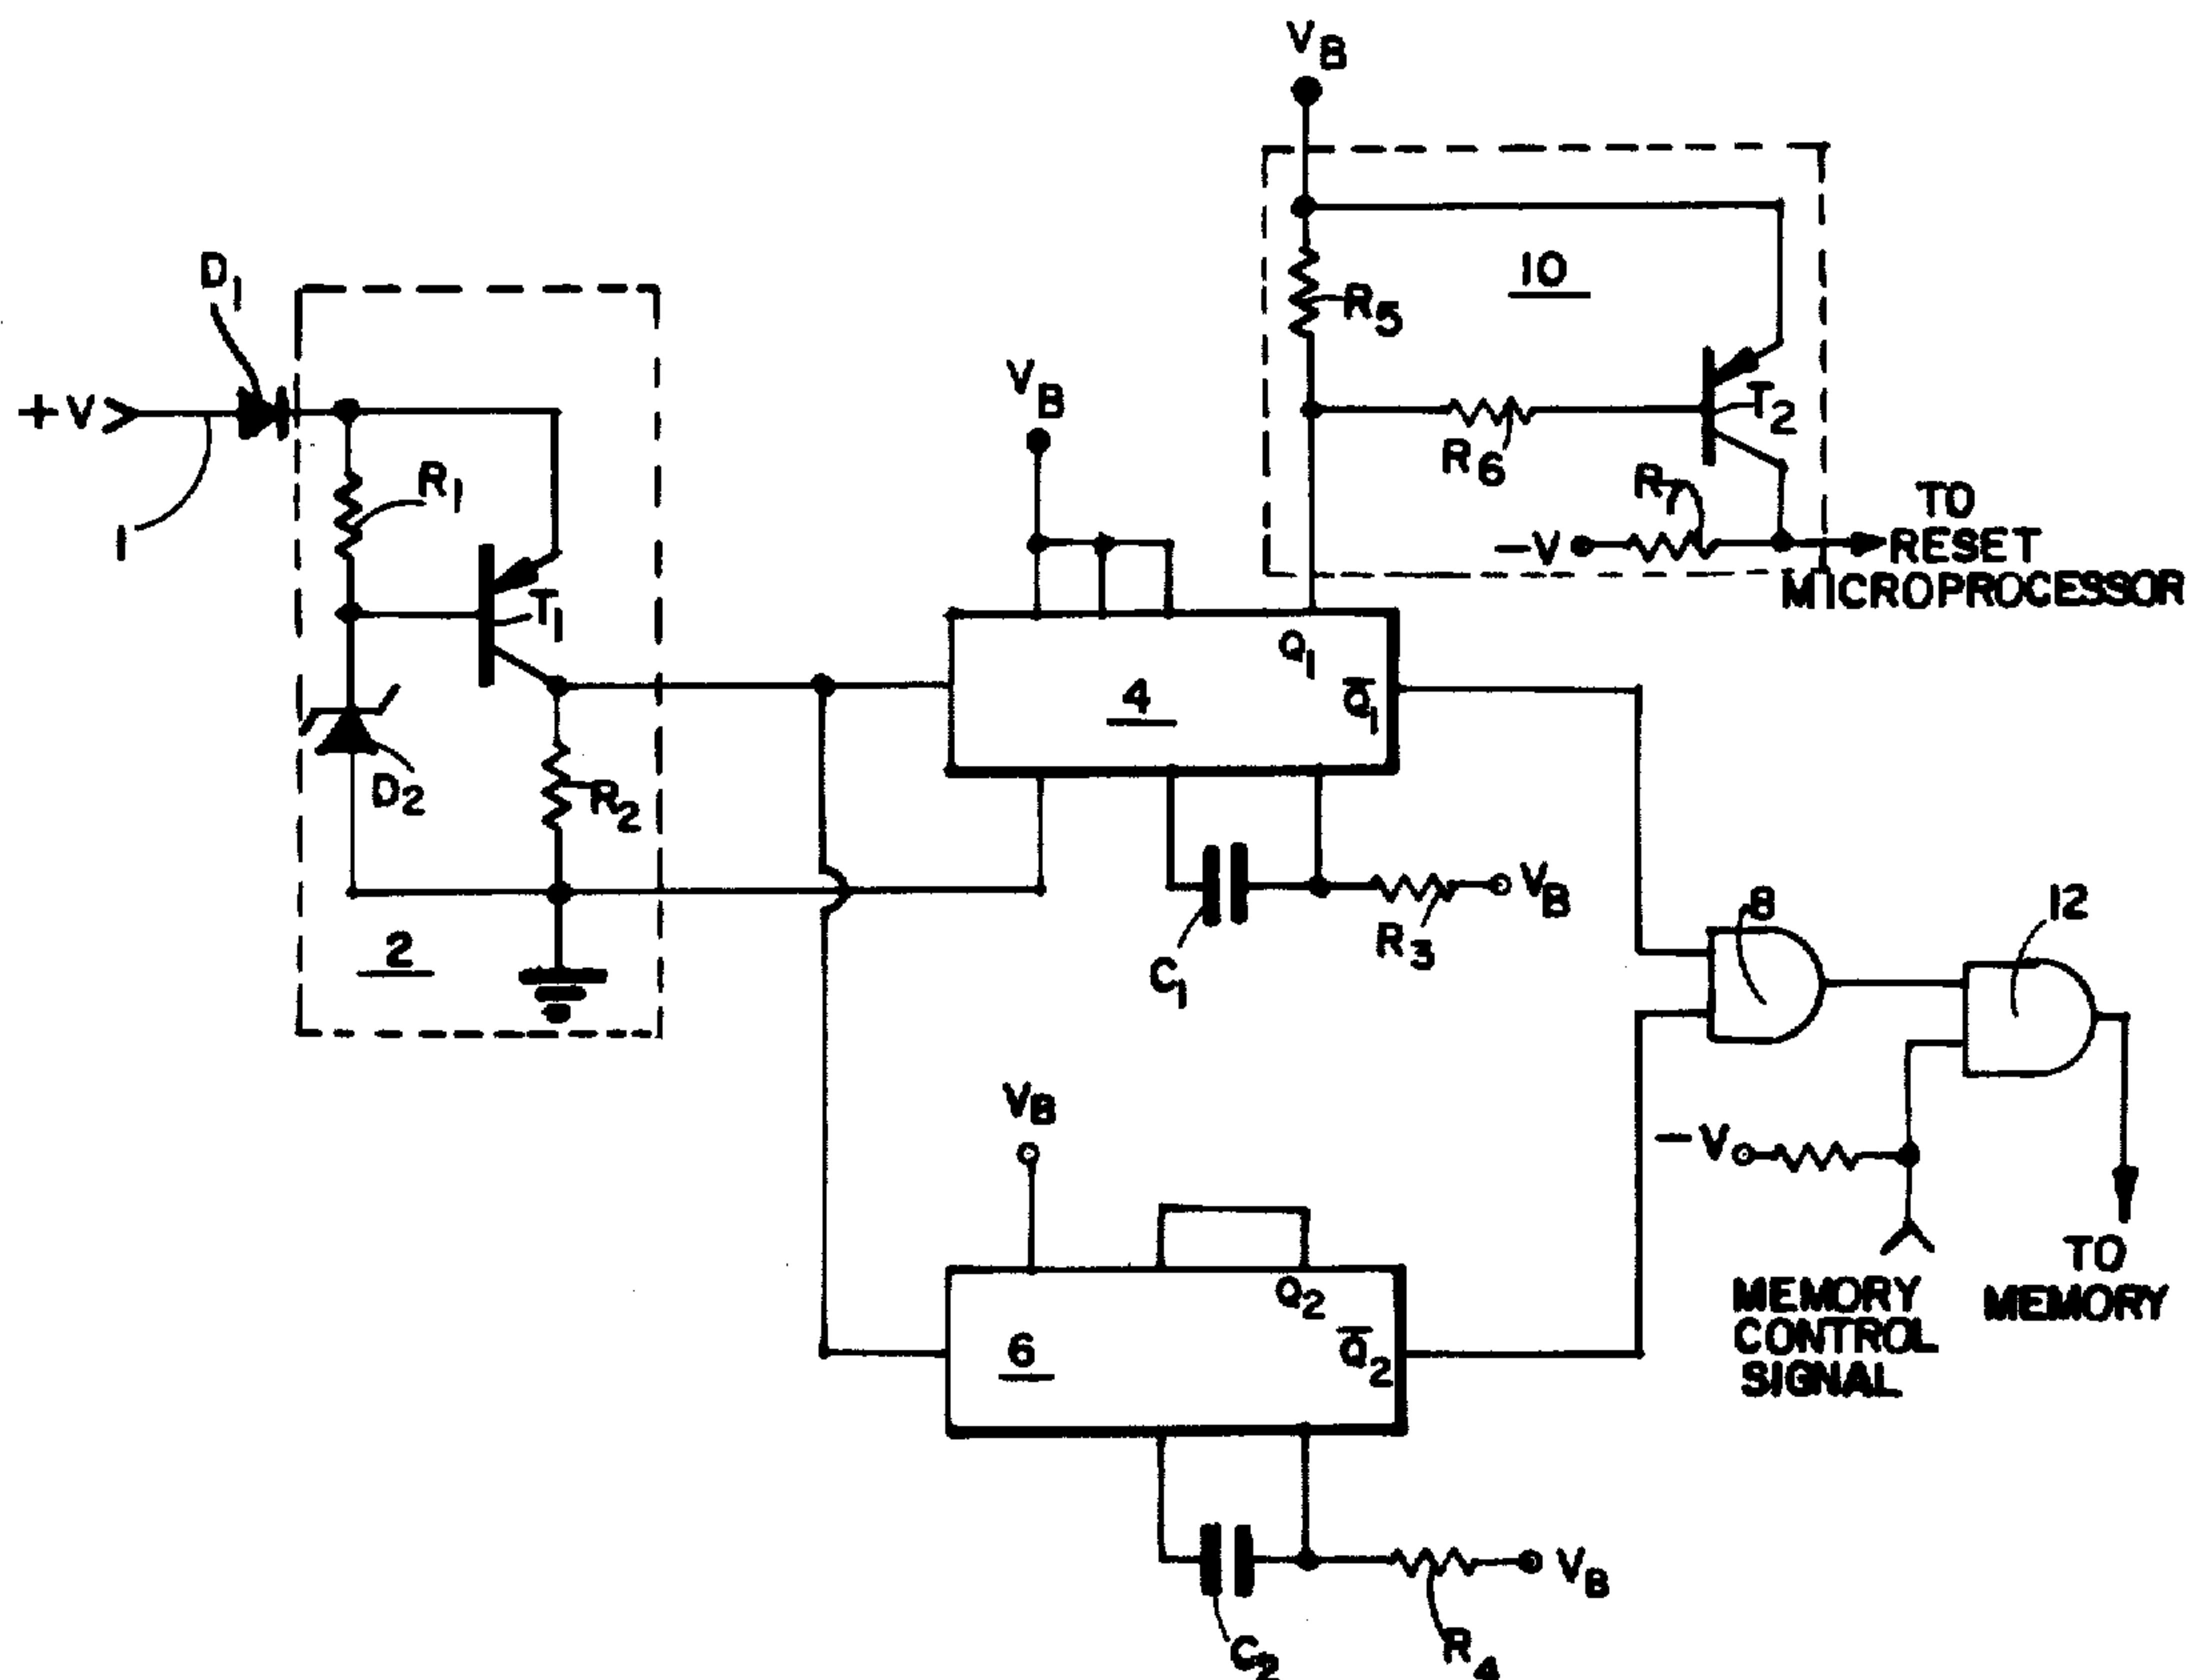 VB
10
R5
T2
R6
R7
-V
TO
RESET
MICROPROCESSOR
D1
+V
1
R1
T1
D2
R2
2
VB
Q1
Q̅1
4
C1
R3
VB
8
12
VB
Q2
Q̅2
6
-V
MEMORY
CONTROL
SIGNAL
TO
MEMORY
C2
R4
VB